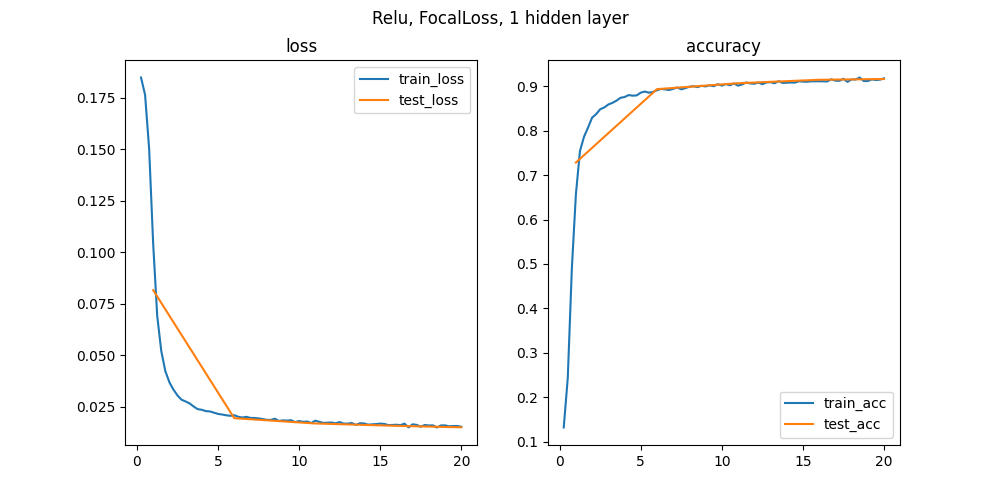 Relu, FocalLoss, 1 hidden layer
loss
train_loss
test_loss
0.175
0.150
0.125
0.100
0.075
0.050
0.025
0 5 10 15 20
accuracy
0.9
0.8
0.7
0.6
0.5
0.4
0.3
0.2
0.1
train_acc
test_acc
0 5 10 15 20